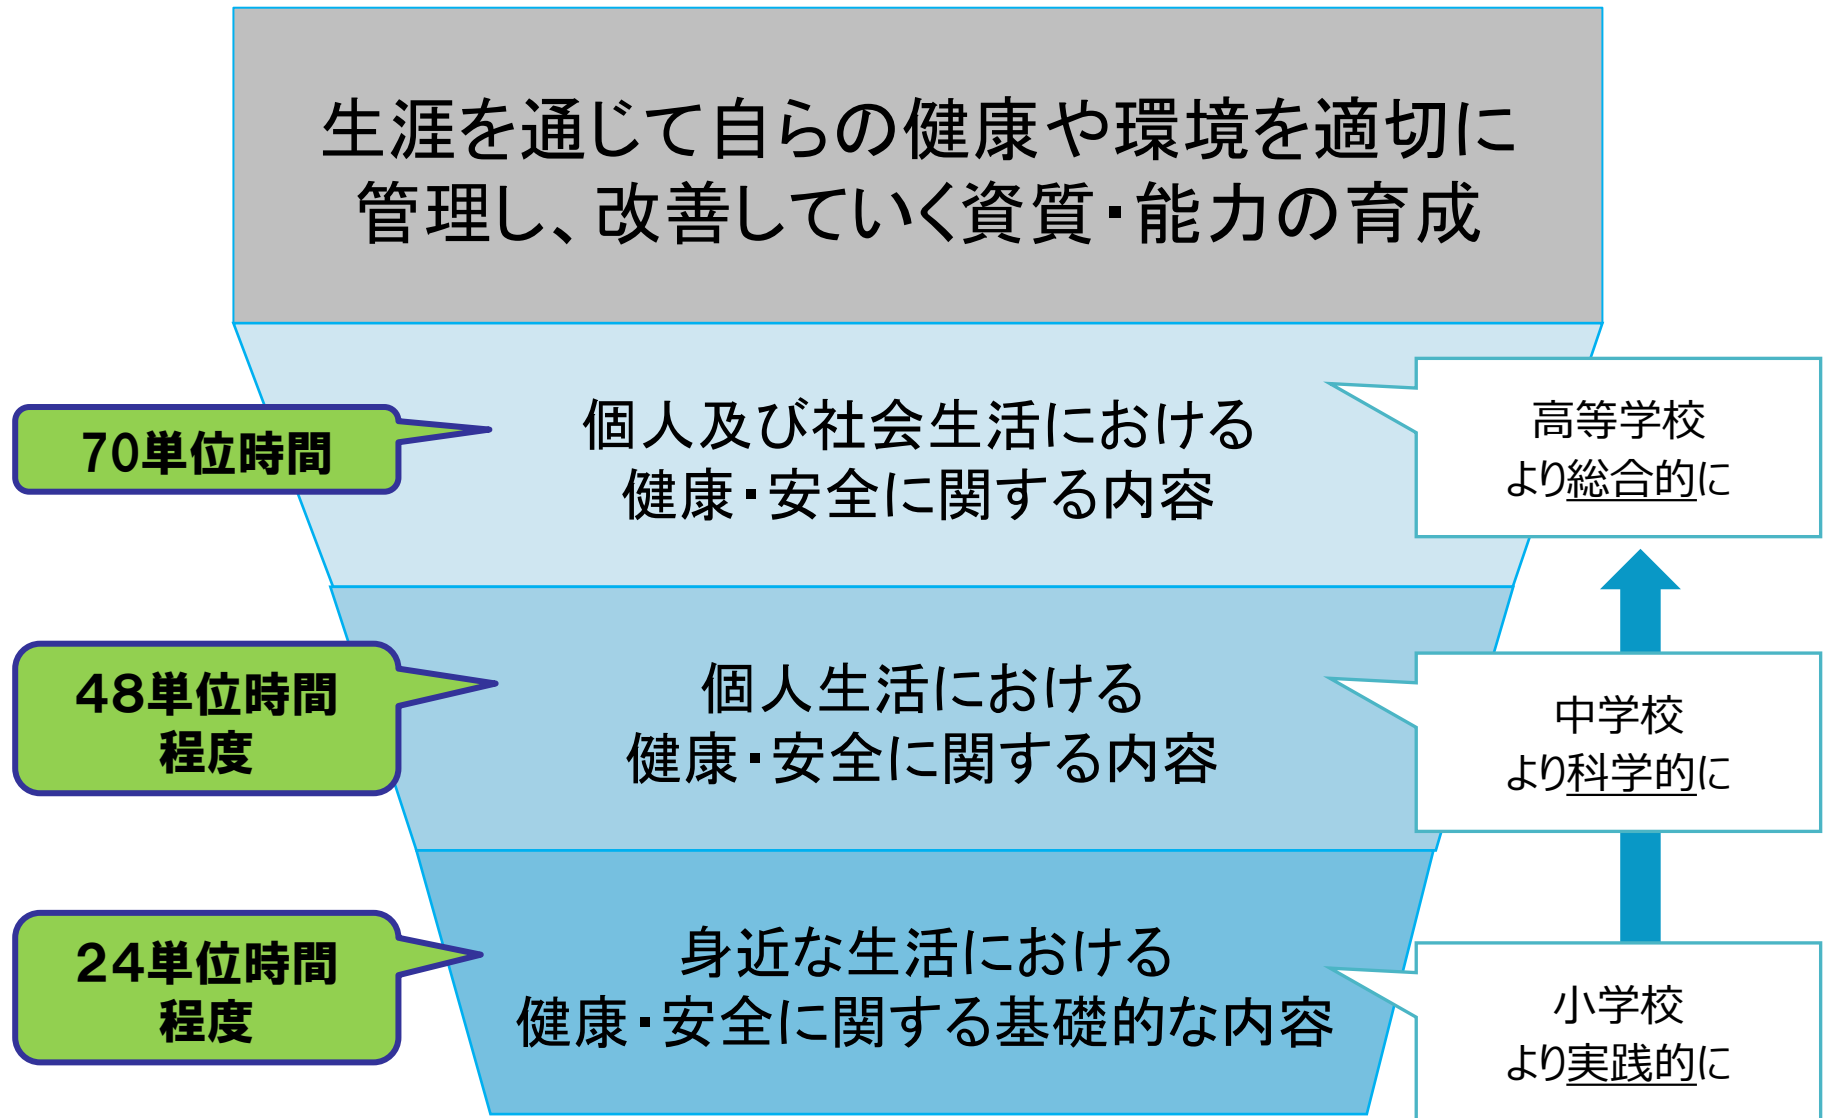 生涯を通じて自らの健康や環境を適切に
管理し、改善していく資質・能力の育成
70単位時間
個人及び社会生活における
健康・安全に関する内容
高等学校
より総合的に
48単位時間
程度
個人生活における
健康・安全に関する内容
中学校
より科学的に
24単位時間
程度
身近な生活における
健康・安全に関する基礎的な内容
小学校
より実践的に